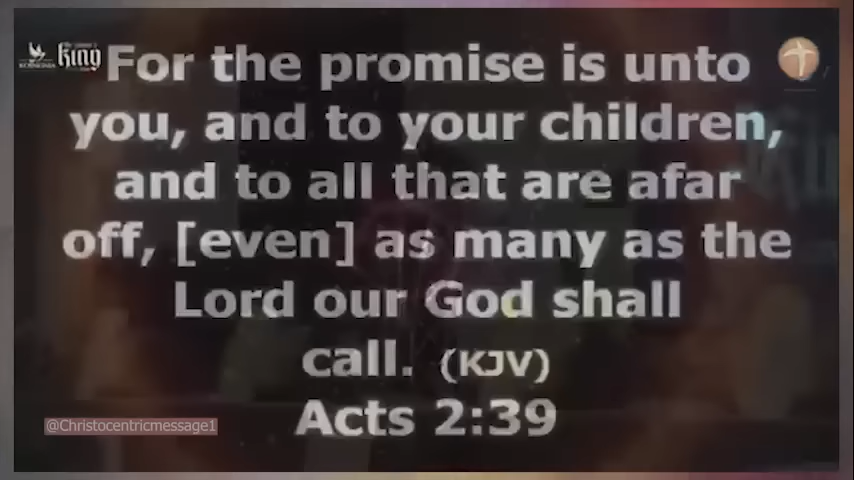 King
For the promise is unto
you, and to your children,
and to all that are afar
off, [even] as many as the
Lord our God shall
call. (KJV)
Acts 2:39
@Christocentricmessage1